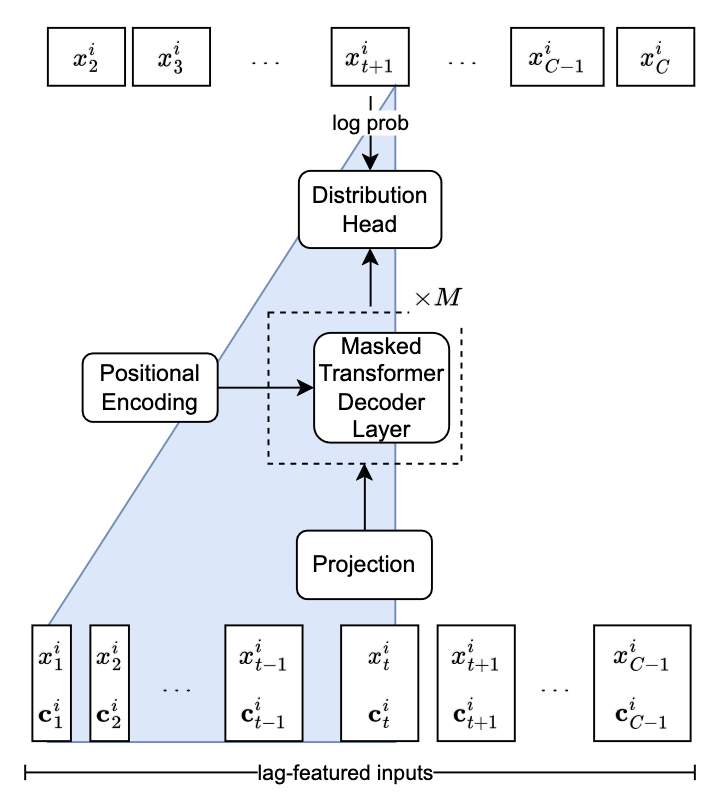 x_2^i x_3^i ... x_{t+1}^i ... x_{C-1}^i x_C^i
log prob
Distribution
Head
×M
Masked
Transformer
Decoder
Layer
Positional
Encoding
Projection
x_1^i x_2^i ... x_{t-1}^i x_t^i x_{t+1}^i ... x_{C-1}^i
c_1^i c_2^i c_{t-1}^i c_t^i c_{t+1}^i c_{C-1}^i
lag-featured inputs